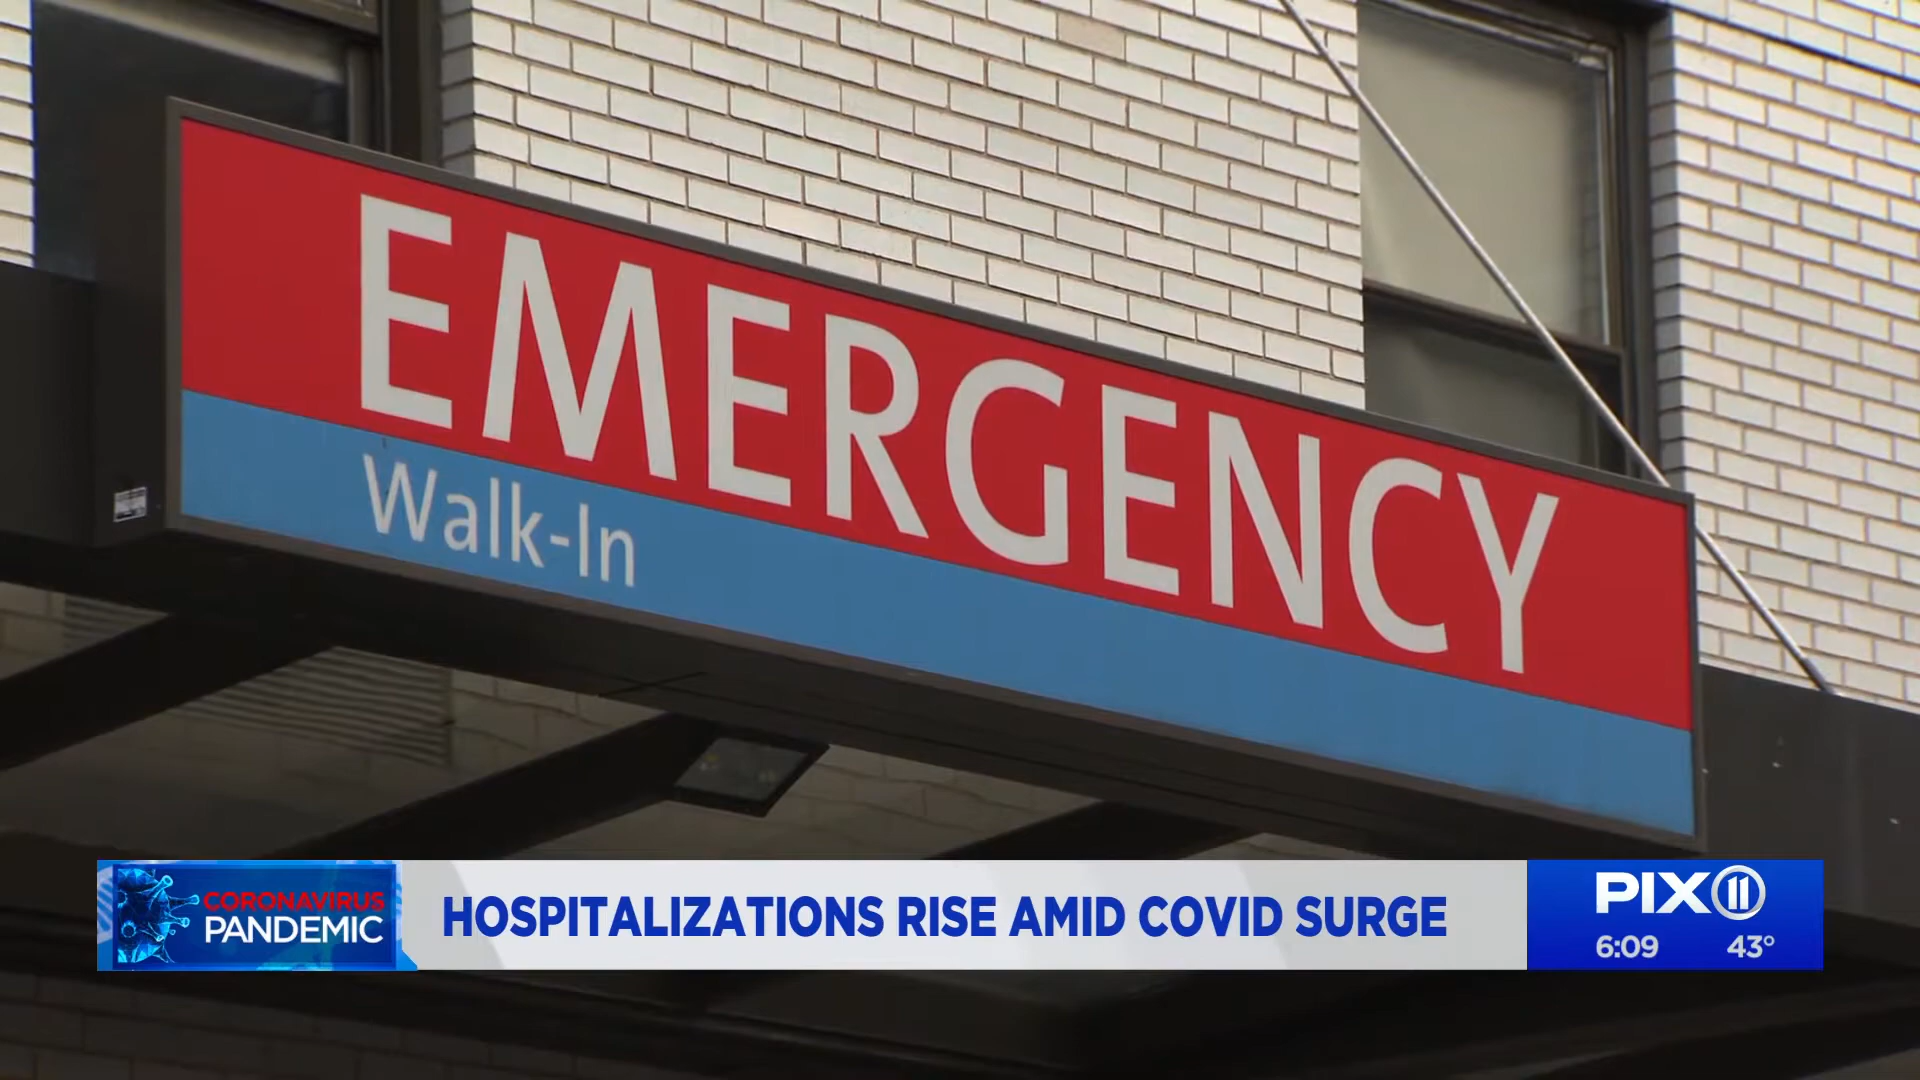 EMERGENCY
Walk-In
CORONAVIRUS
PANDEMIC
HOSPITALIZATIONS RISE AMID COVID SURGE
PIX11
6:09 43°